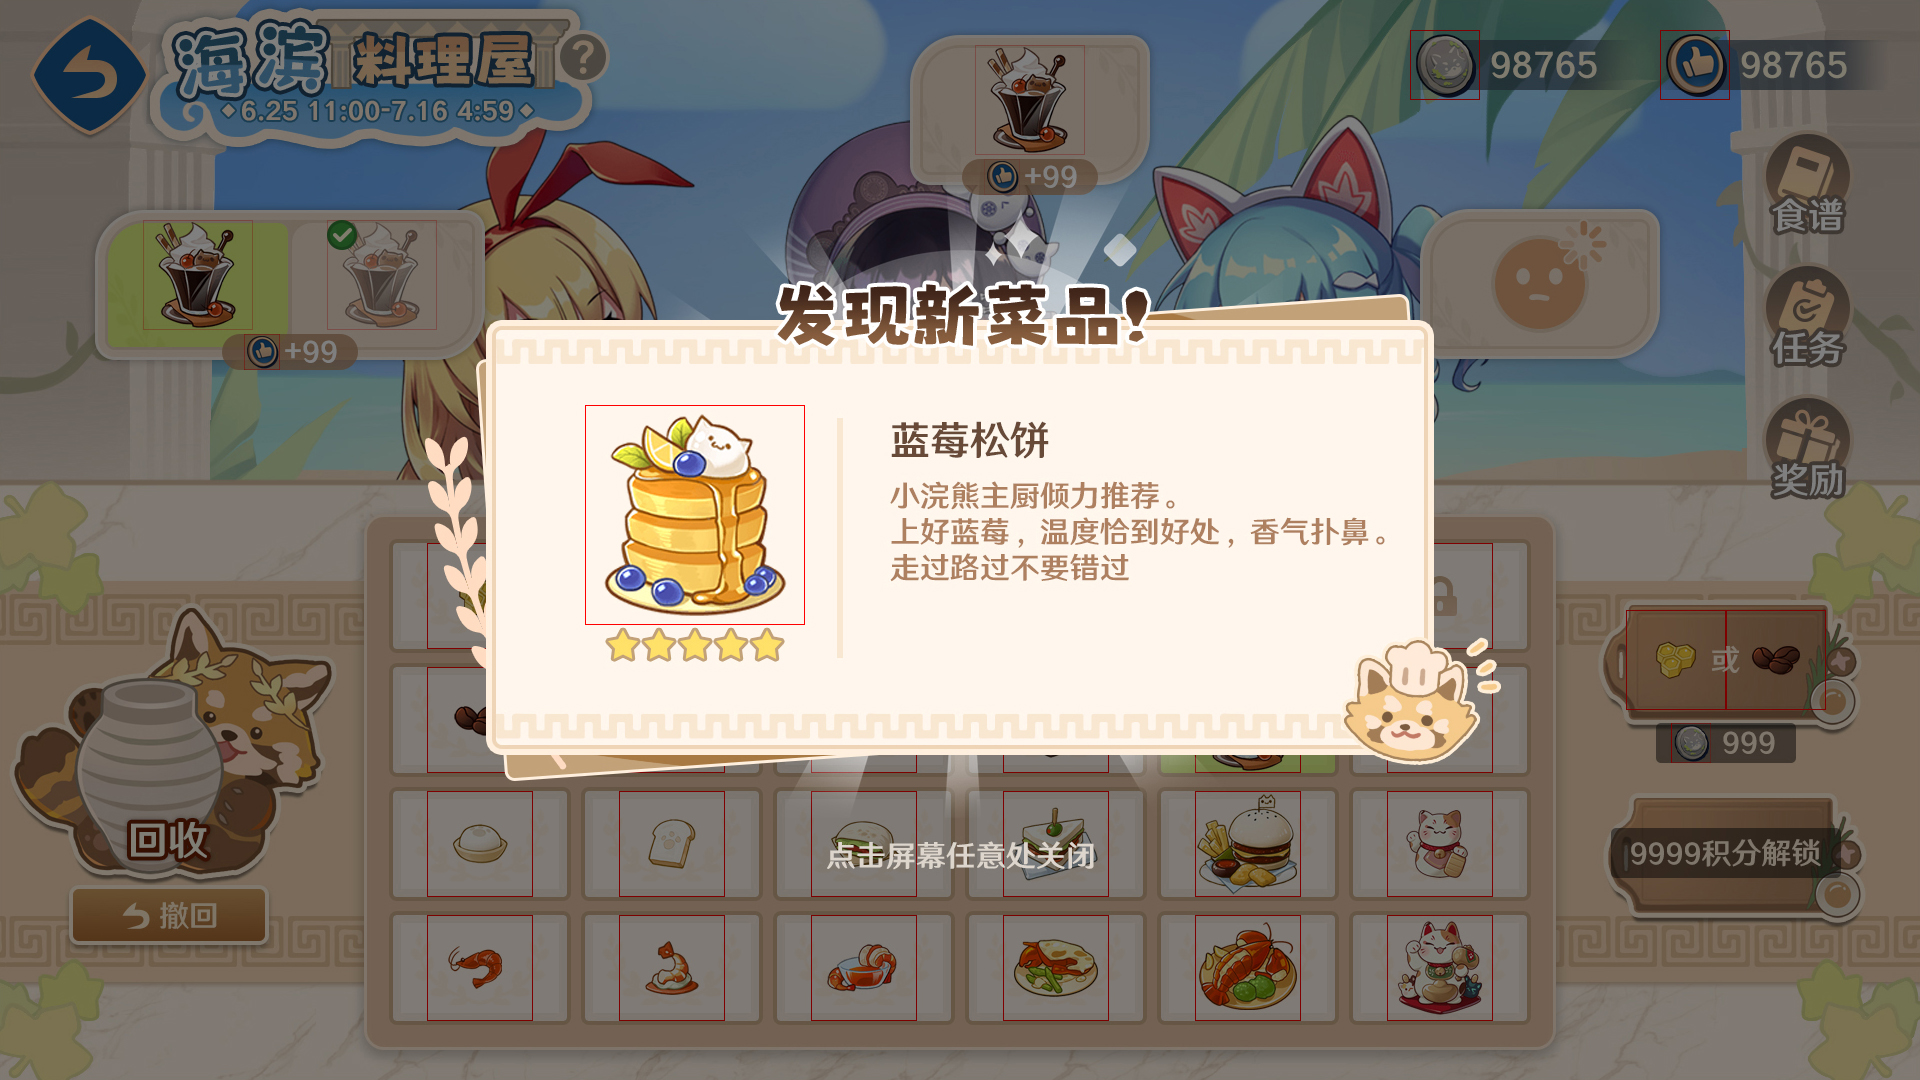 海滨料理屋
?
6.25 11:00-7.16 4:59
98765
98765
+99
+99
食谱
任务
奖励
发现新菜品!
蓝莓松饼
小浣熊主厨倾力推荐。
上好蓝莓，温度恰到好处，香气扑鼻。
走过路过不要错过
或
999
9999积分解锁
点击屏幕任意处关闭
回收
撤回